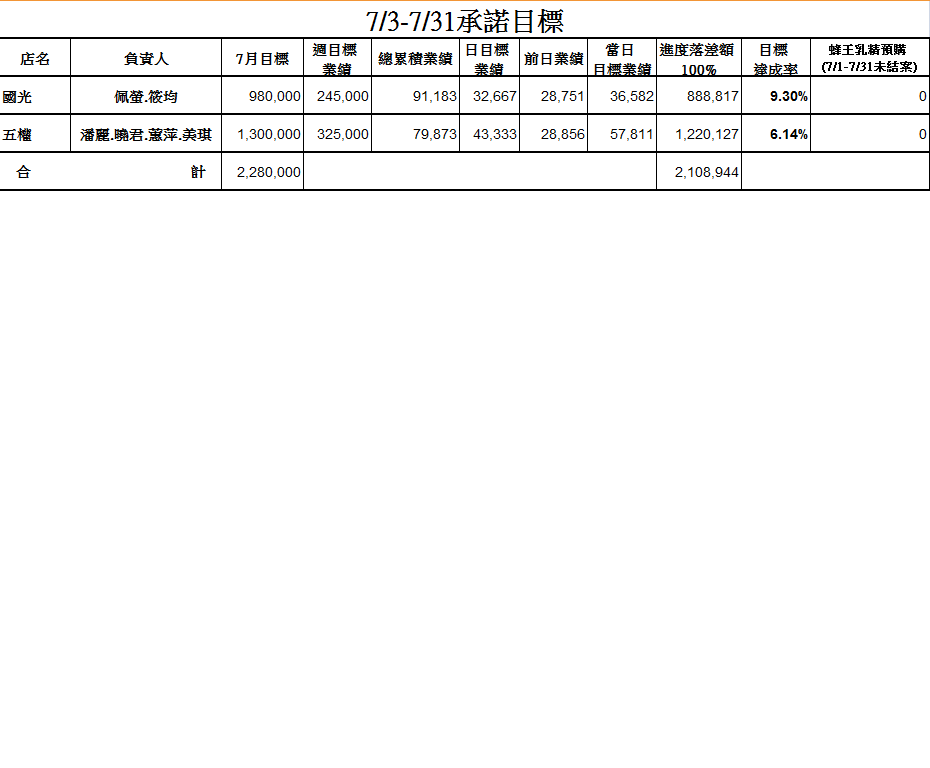 7/3-7/31承諾目標
店名 負責人 7月目標 週目標業績 總累積業績 日目標業績 前日業績 當日目標業績 進度落差額100% 目標達成率 蜂王乳精預購(7/1-7/31未結案)
國光 佩螢.筱均 980,000 245,000 91,183 32,667 28,751 36,582 888,817 9.30% 0
五權 潘麗.曉君.蕙萍.美琪 1,300,000 325,000 79,873 43,333 28,856 57,811 1,220,127 6.14% 0
合計 2,280,000 2,108,944